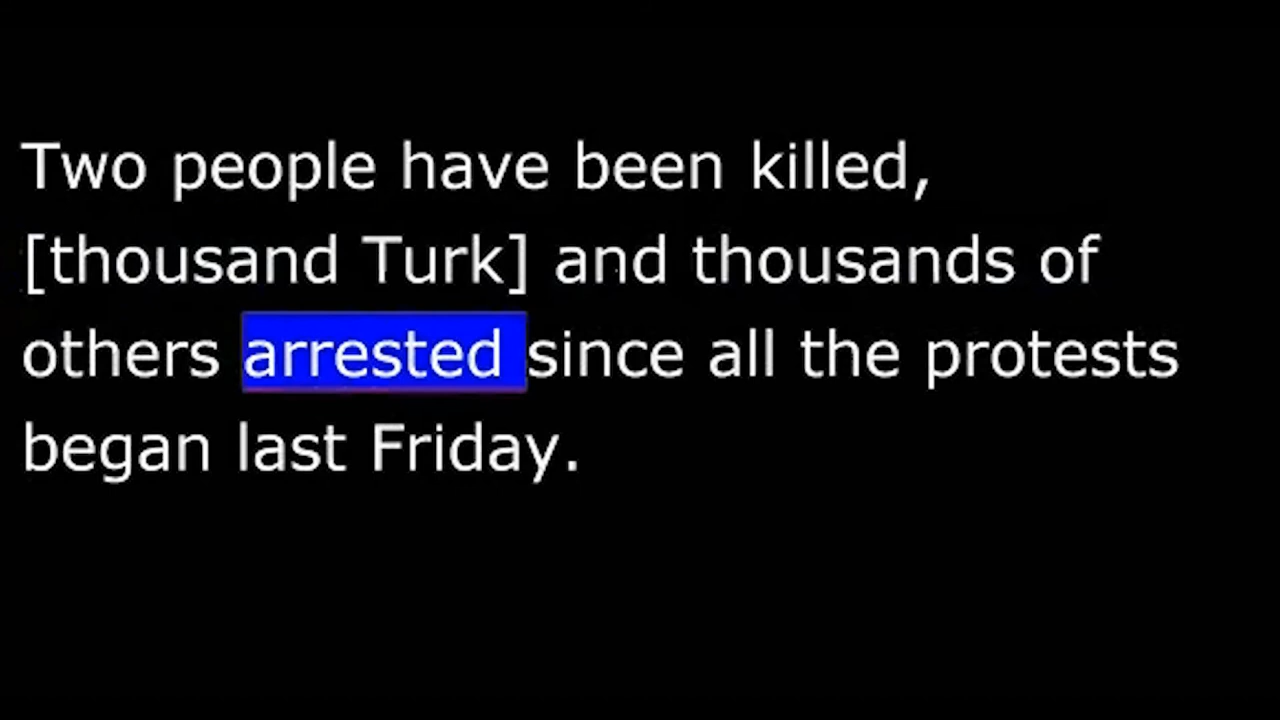 Two people have been killed,
[thousand Turk] and thousands of
others arrested since all the protests
began last Friday.